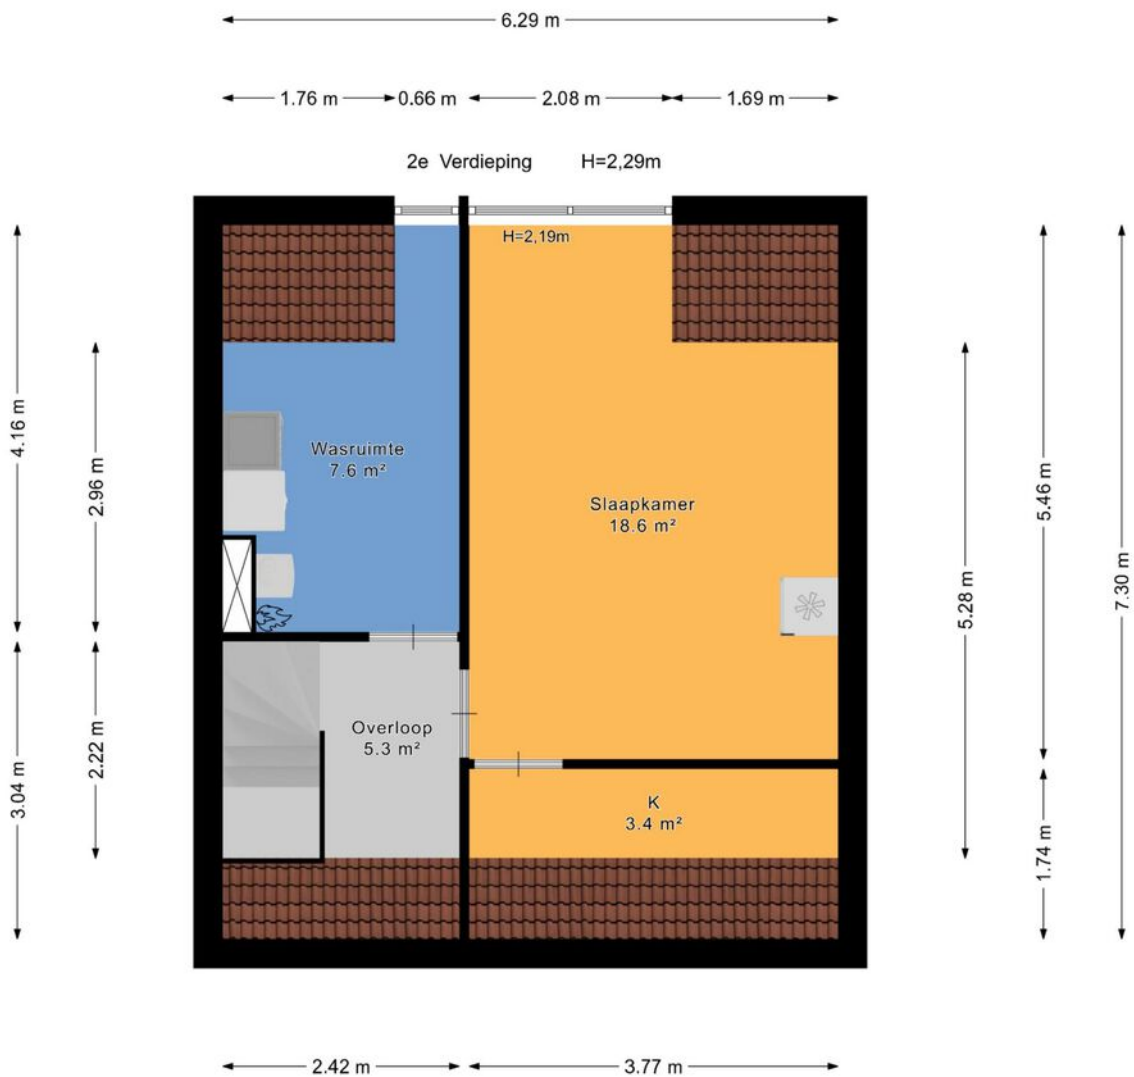 6.29 m
1.76 m 0.66 m 2.08 m 1.69 m
2e Verdieping H=2,29m
H=2,19m
4.16 m
2.96 m
Wasruimte
7.6 m²
Slaapkamer
18.6 m²
5.46 m
7.30 m
5.28 m
Overloop
5.3 m²
2.22 m
3.04 m
K
3.4 m²
1.74 m
2.42 m 3.77 m